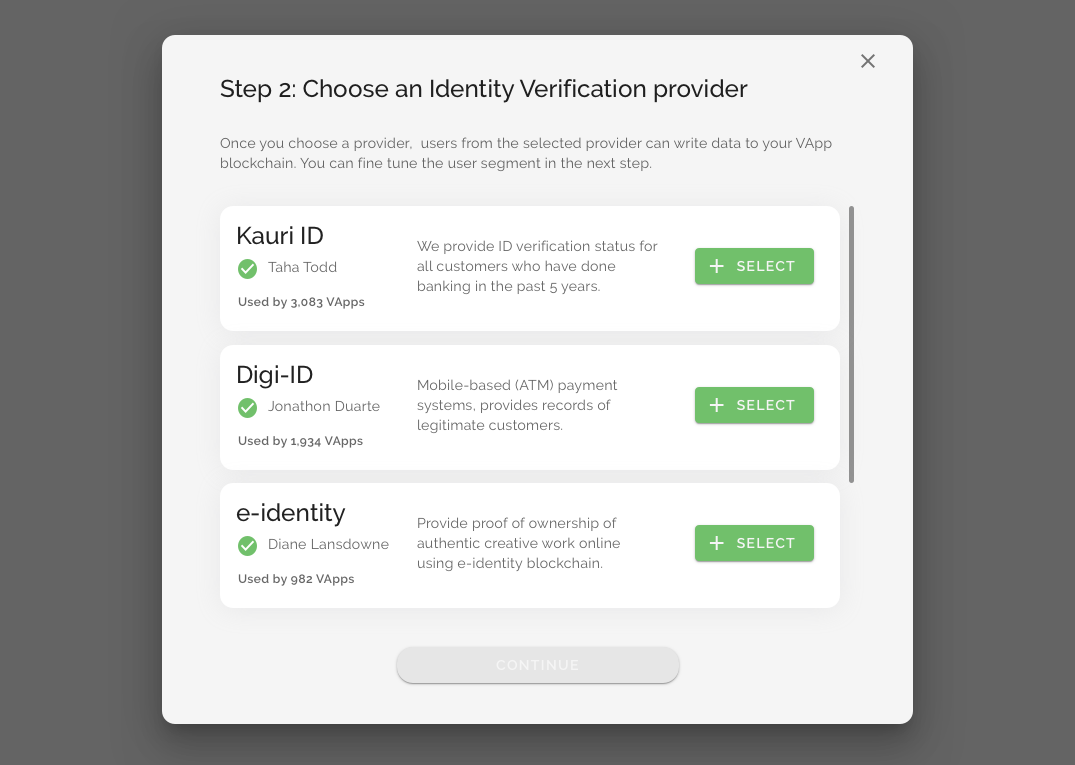 Step 2: Choose an Identity Verification provider
Once you choose a provider,  users from the selected provider can write data to your VApp
blockchain. You can fine tune the user segment in the next step.
Kauri ID
Taha Todd
Used by 3,083 VApps
We provide ID verification status for
all customers who have done
banking in the past 5 years.
SELECT
Digi-ID
Jonathon Duarte
Used by 1,934 VApps
Mobile-based (ATM) payment
systems, provides records of
legitimate customers.
SELECT
e-identity
Diane Lansdowne
Used by 982 VApps
Provide proof of ownership of
authentic creative work online
using e-identity blockchain.
SELECT
CONTINUE